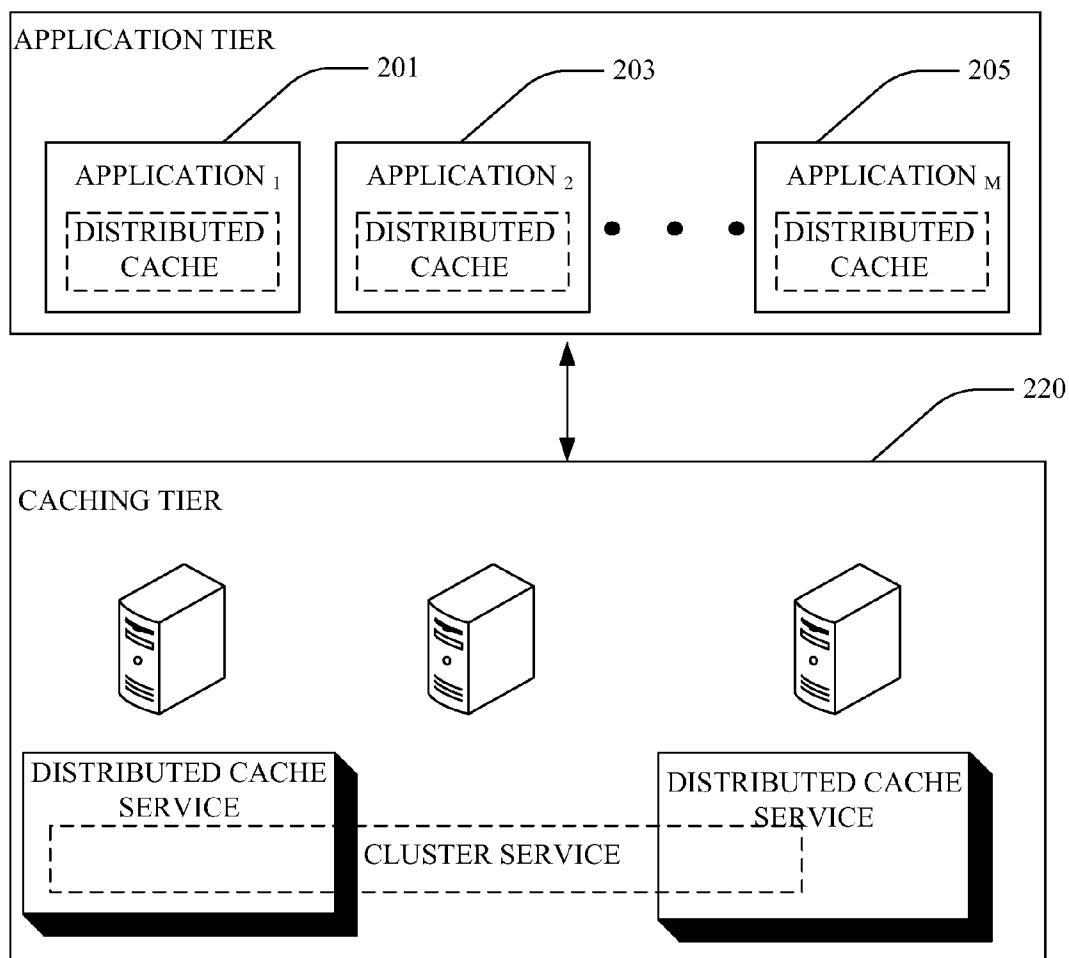 APPLICATION TIER
201
203
205
APPLICATION 1
APPLICATION 2
APPLICATION M
DISTRIBUTED
CACHE
DISTRIBUTED
CACHE
DISTRIBUTED
CACHE
220
CACHING TIER
DISTRIBUTED CACHE
SERVICE
DISTRIBUTED CACHE
SERVICE
CLUSTER SERVICE